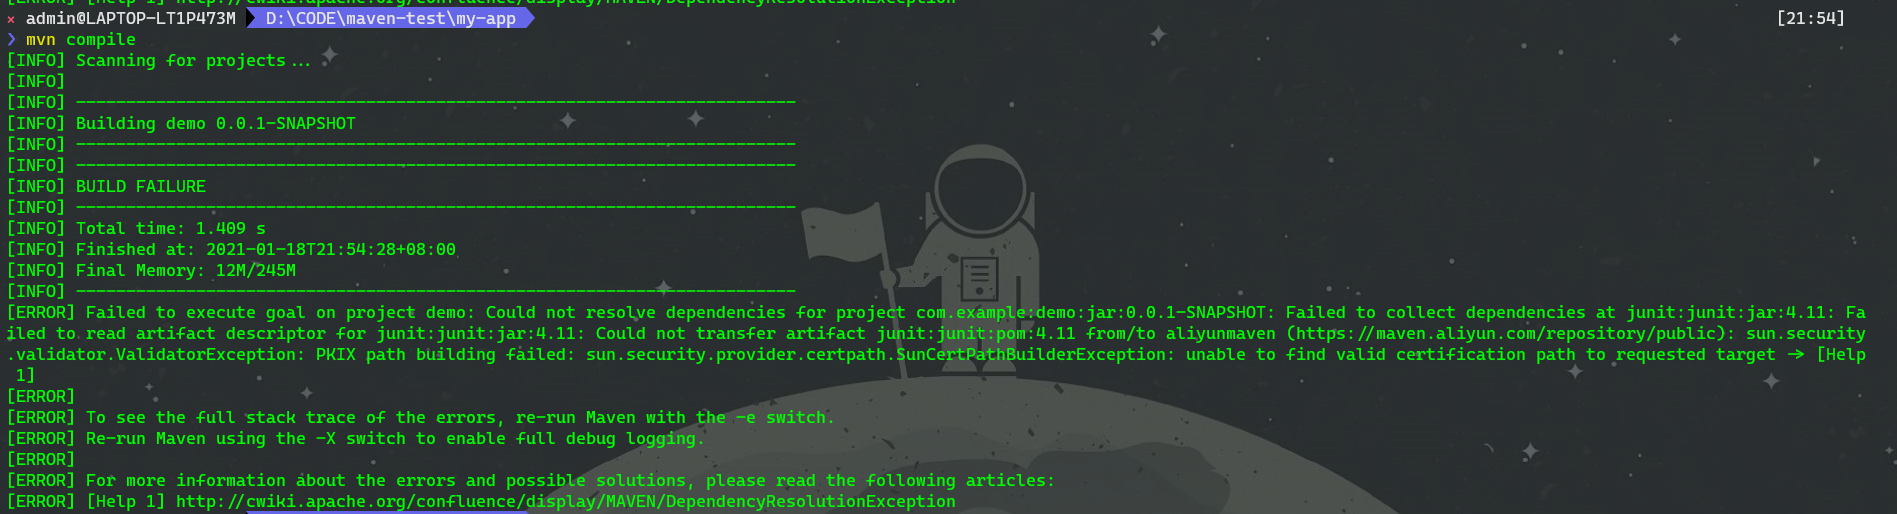 [ERROR] [Help 1] http://cwiki.apache.org/confluence/display/MAVEN/DependencyResolutionException
× admin@LAPTOP-LT1P473M D:\CODE\maven-test\my-app [21:54]
❯ mvn compile
[INFO] Scanning for projects...
[INFO]
[INFO] ------------------------------------------------------------------------
[INFO] Building demo 0.0.1-SNAPSHOT
[INFO] ------------------------------------------------------------------------
[INFO] ------------------------------------------------------------------------
[INFO] BUILD FAILURE
[INFO] ------------------------------------------------------------------------
[INFO] Total time: 1.409 s
[INFO] Finished at: 2021-01-18T21:54:28+08:00
[INFO] Final Memory: 12M/245M
[INFO] ------------------------------------------------------------------------
[ERROR] Failed to execute goal on project demo: Could not resolve dependencies for project com.example:demo:jar:0.0.1-SNAPSHOT: Failed to collect dependencies at junit:junit:jar:4.11: Fa
iled to read artifact descriptor for junit:junit:jar:4.11: Could not transfer artifact junit:junit:pom:4.11 from/to aliyunmaven (https://maven.aliyun.com/repository/public): sun.security
.validator.ValidatorException: PKIX path building failed: sun.security.provider.certpath.SunCertPathBuilderException: unable to find valid certification path to requested target -> [Help
 1]
[ERROR]
[ERROR] To see the full stack trace of the errors, re-run Maven with the -e switch.
[ERROR] Re-run Maven using the -X switch to enable full debug logging.
[ERROR]
[ERROR] For more information about the errors and possible solutions, please read the following articles:
[ERROR] [Help 1] http://cwiki.apache.org/confluence/display/MAVEN/DependencyResolutionException